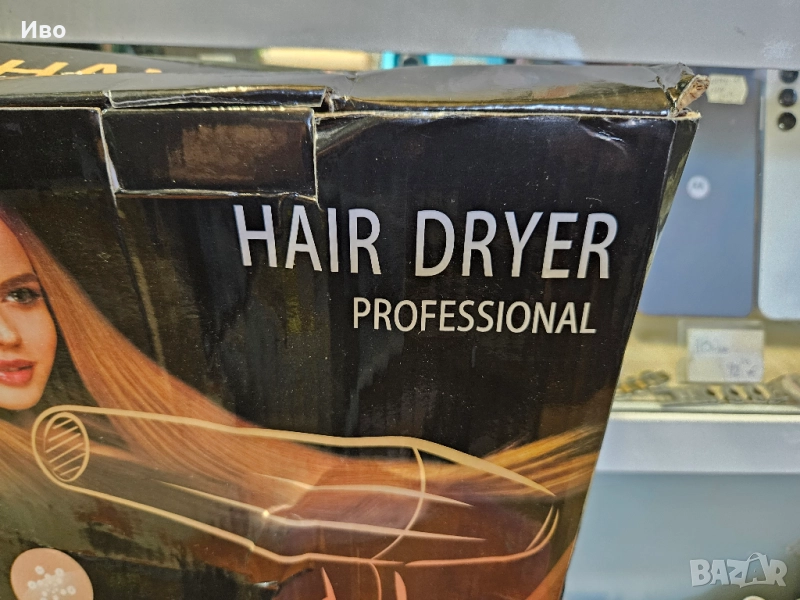 Иво
HAIR DRYER
PROFESSIONAL
BAZAR